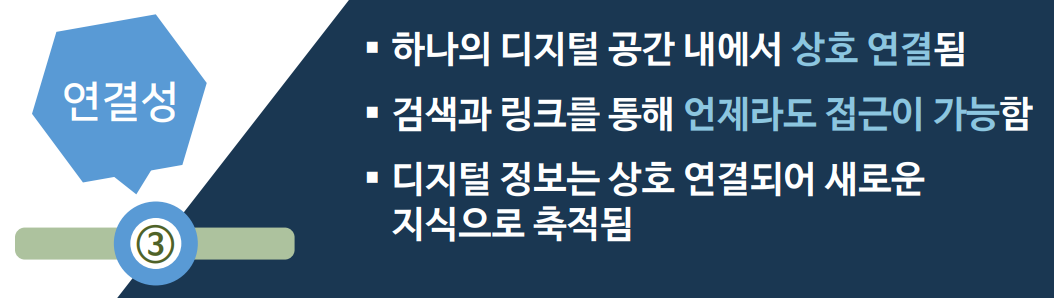 연결성
③
▪ 하나의 디지털 공간 내에서 상호 연결됨
▪ 검색과 링크를 통해 언제라도 접근이 가능함
▪ 디지털 정보는 상호 연결되어 새로운
지식으로 축적됨